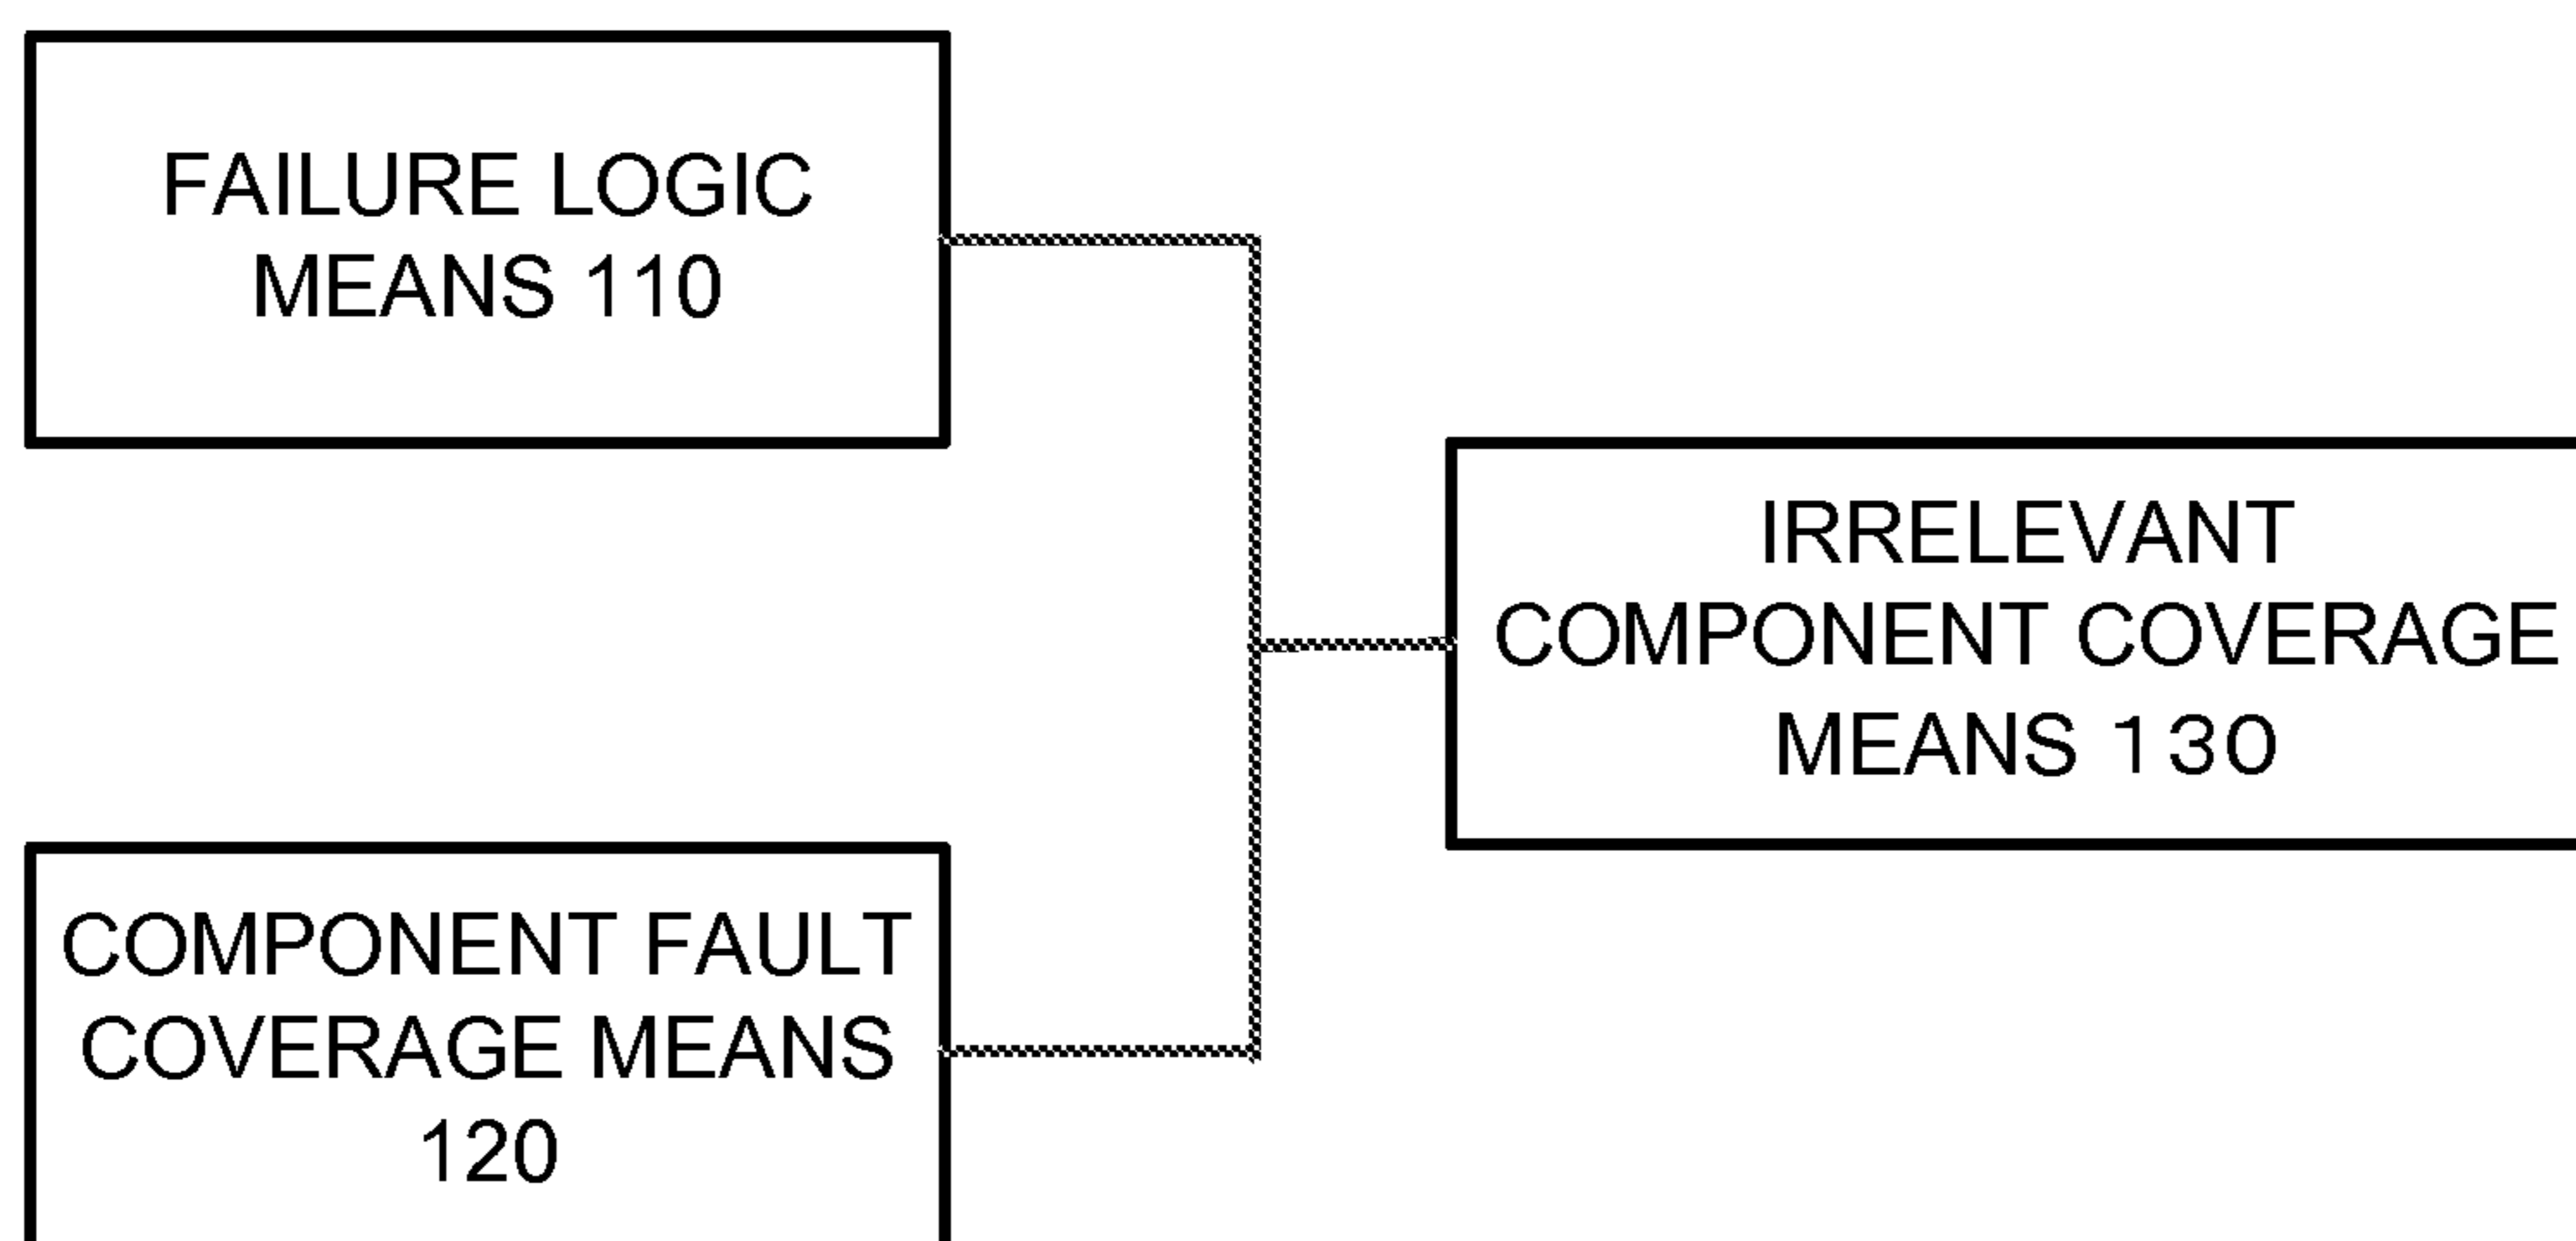 FAILURE LOGIC
MEANS 110
IRRELEVANT
COMPONENT COVERAGE
MEANS 130
COMPONENT FAULT
COVERAGE MEANS
120